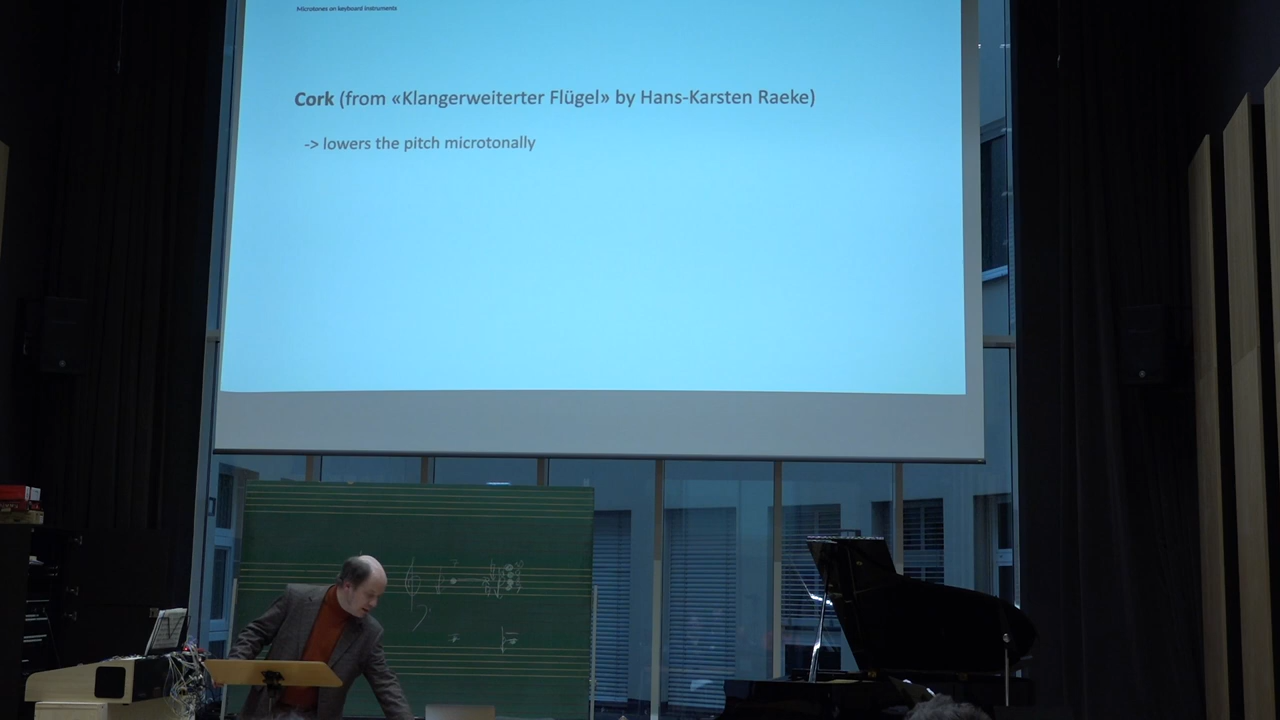 Microtones on keyboard instruments
Cork (from «Klangerweiterter Flügel» by Hans-Karsten Raeke)
-> lowers the pitch microtonally